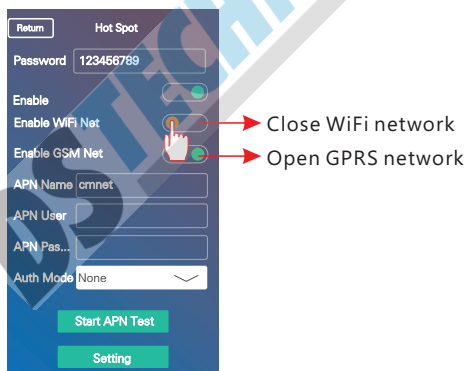 Return Hot Spot
Password 123456789
Enable
Enable WiFi Net
Close WiFi network
Enable GSM Net
Open GPRS network
APN Name cmnet
APN User
APN Pas...
Auth Mode None
Start APN Test
Setting